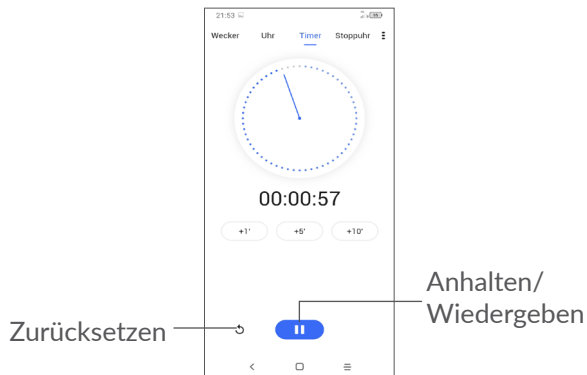 21:53
Wecker Uhr Timer Stoppuhr
00:00:57
+1' +5' +10'
Anhalten/
Wiedergeben
Zurücksetzen